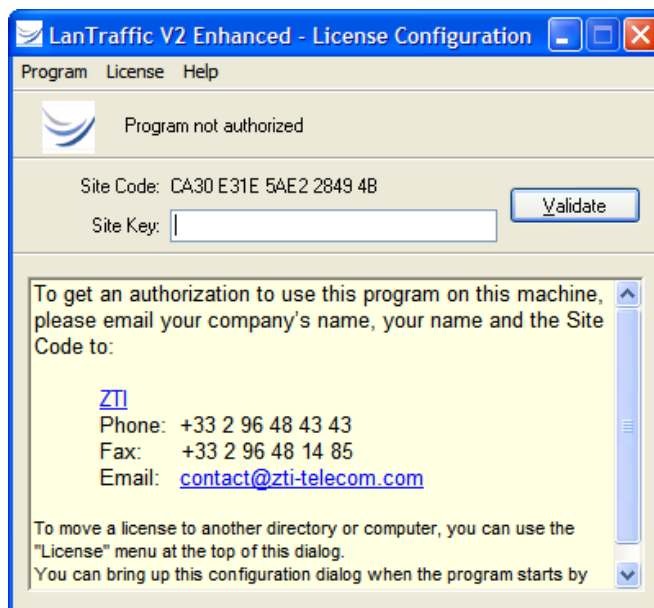 LanTraffic V2 Enhanced - License Configuration
Program License Help
Program not authorized
Site Code: CA30 E31E 5AE2 2849 4B
Validate
Site Key:
To get an authorization to use this program on this machine,
please email your company's name, your name and the Site
Code to:
ZTI
Phone: +33 2 96 48 43 43
Fax: +33 2 96 48 14 85
Email: contact@zti-telecom.com
To move a license to another directory or computer, you can use the
"License" menu at the top of this dialog.
You can bring up this configuration dialog when the program starts by